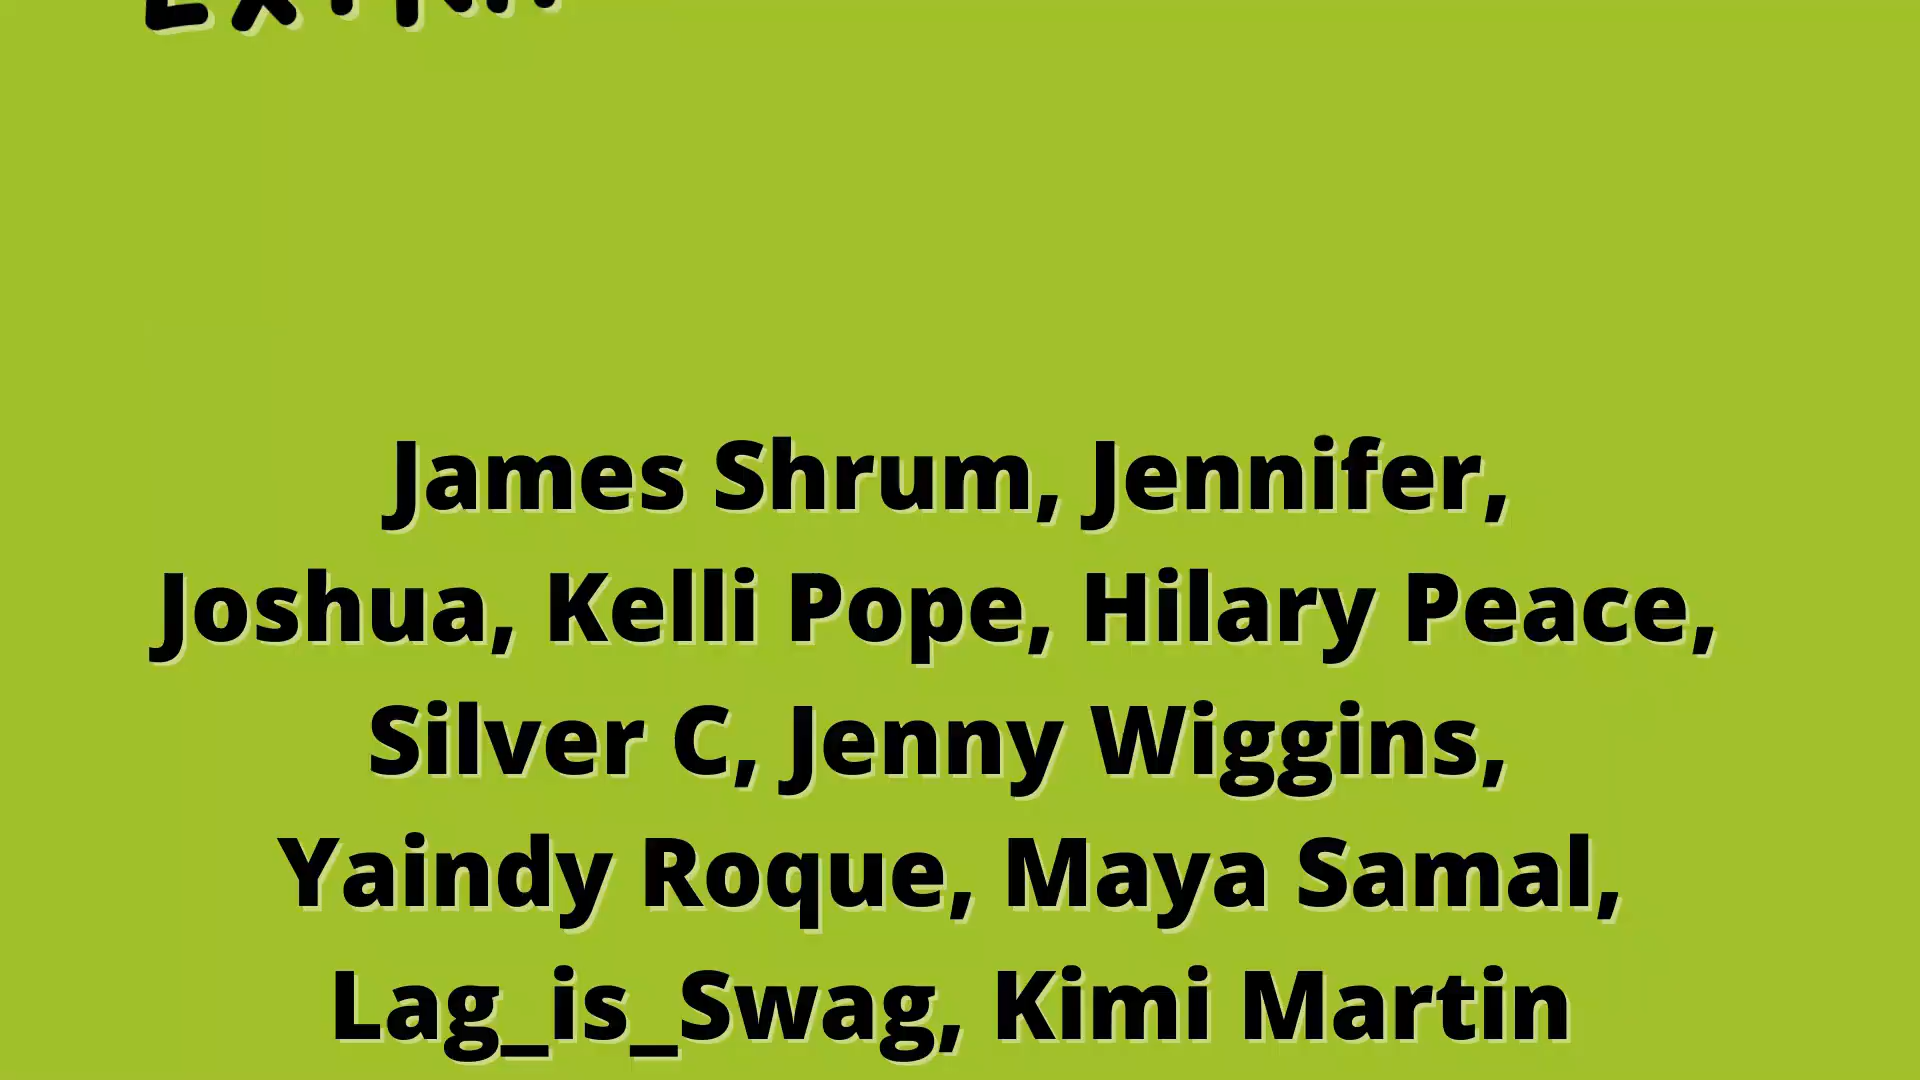 James Shrum, Jennifer,
Joshua, Kelli Pope, Hilary Peace,
Silver C, Jenny Wiggins,
Yaindy Roque, Maya Samal,
Lag_is_Swag, Kimi Martin